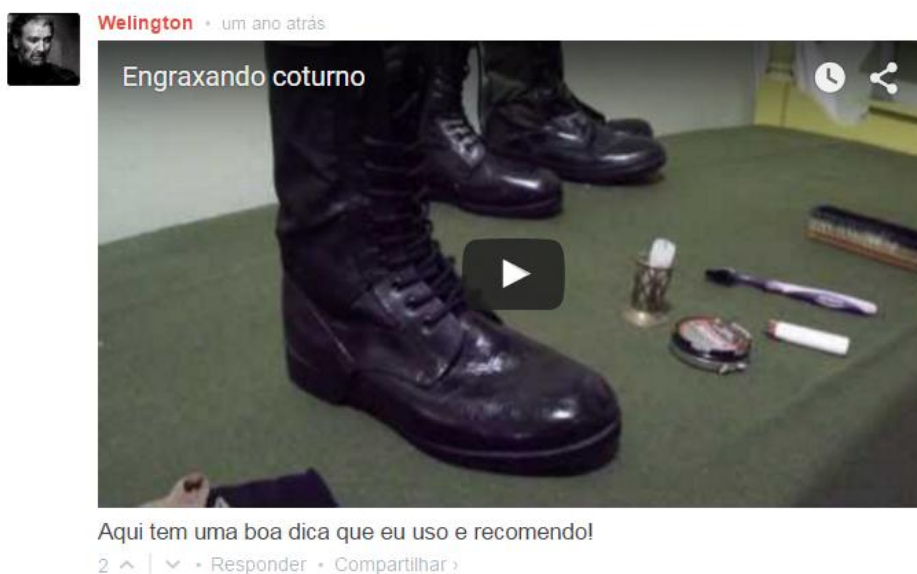 Welington • um ano atrás
Engraxando coturno
Aqui tem uma boa dica que eu uso e recomendo!
2 • Responder • Compartilhar ›